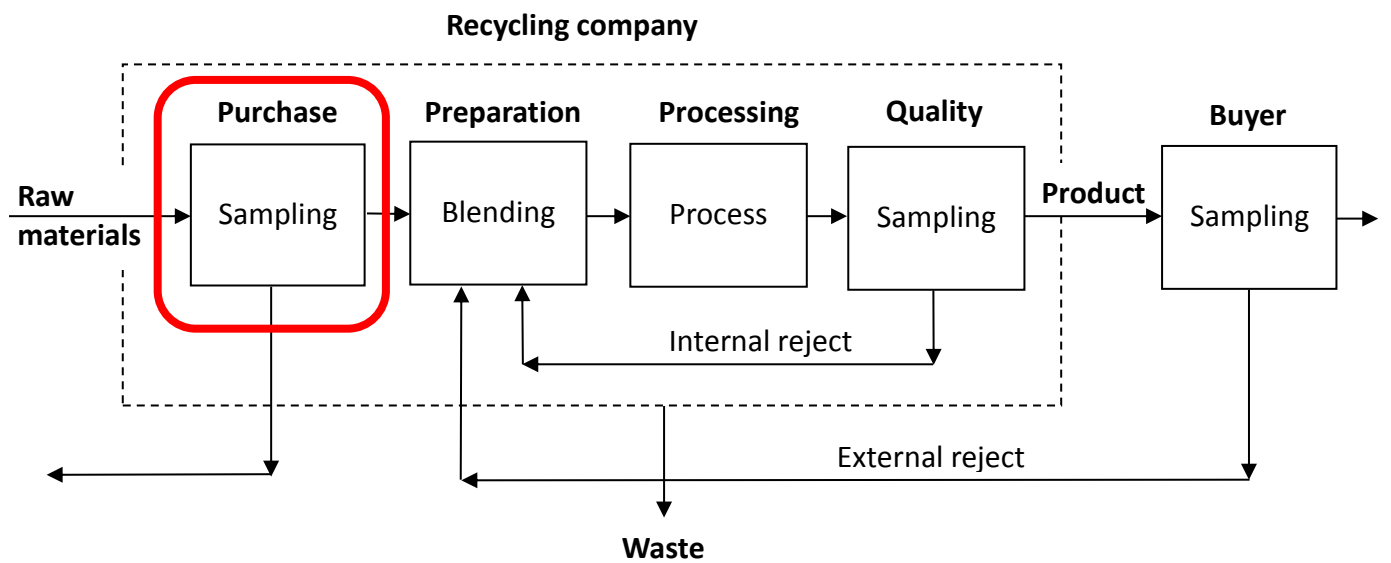 Recycling company
Purchase
Preparation
Processing
Quality
Buyer
Raw
materials
Sampling
Blending
Process
Sampling
Product
Sampling
Internal reject
External reject
Waste